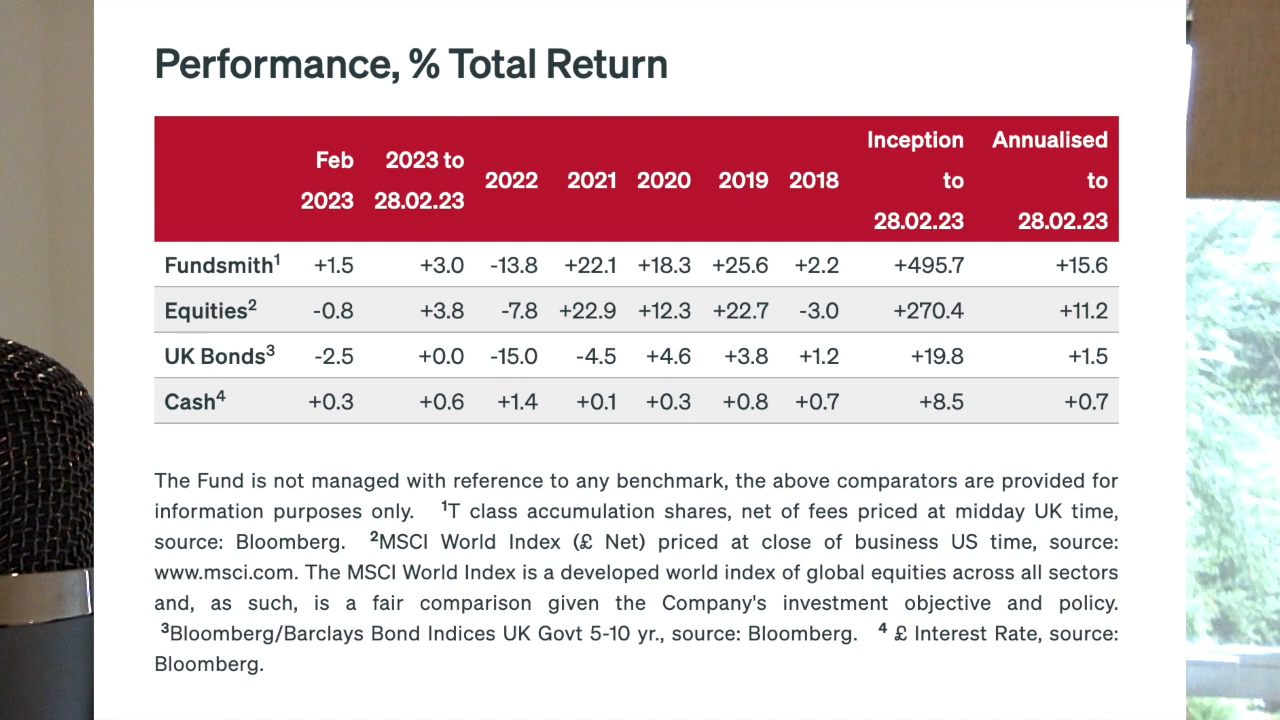 Performance, % Total Return
Feb 2023 2023 to 28.02.23 2022 2021 2020 2019 2018 Inception to 28.02.23 Annualised to 28.02.23
Fundsmith¹ +1.5 +3.0 -13.8 +22.1 +18.3 +25.6 +2.2 +495.7 +15.6
Equities² -0.8 +3.8 -7.8 +22.9 +12.3 +22.7 -3.0 +270.4 +11.2
UK Bonds³ -2.5 +0.0 -15.0 -4.5 +4.6 +3.8 +1.2 +19.8 +1.5
Cash⁴ +0.3 +0.6 +1.4 +0.1 +0.3 +0.8 +0.7 +8.5 +0.7
The Fund is not managed with reference to any benchmark, the above comparators are provided for
information purposes only. ¹T class accumulation shares, net of fees priced at midday UK time,
source: Bloomberg. ²MSCI World Index (£ Net) priced at close of business US time, source:
www.msci.com. The MSCI World Index is a developed world index of global equities across all sectors
and, as such, is a fair comparison given the Company's investment objective and policy.
³Bloomberg/Barclays Bond Indices UK Govt 5-10 yr., source: Bloomberg. ⁴ £ Interest Rate, source:
Bloomberg.